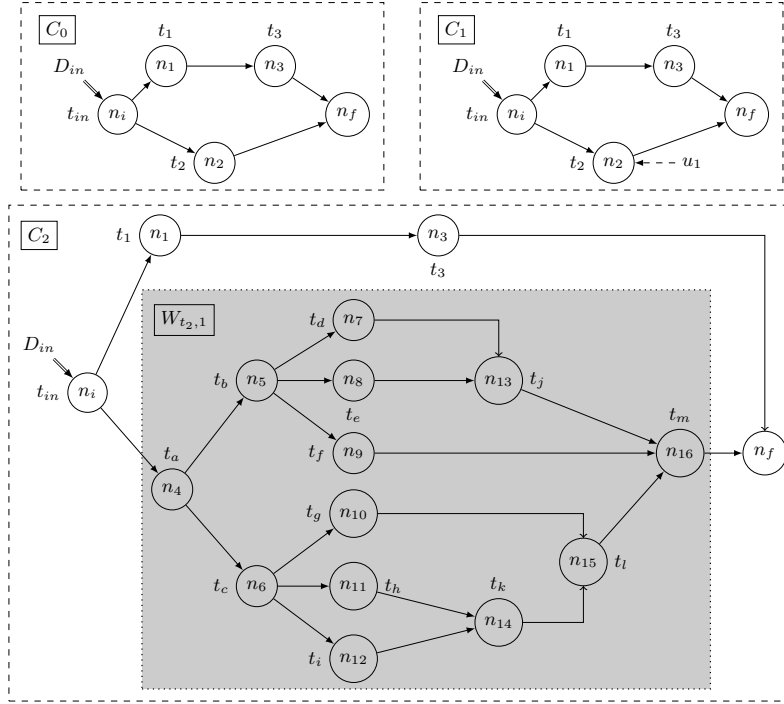 C0
t1
t3
Din
n1
n3
tin
ni
nf
t2
n2
C1
t1
t3
Din
n1
n3
tin
ni
nf
t2
n2
u1
C2
t1
n1
n3
t3
Wt2,1
td
n7
Din
tb
n5
n8
n13
tj
tin
ni
te
tm
ta
tf
n9
n16
nf
n4
tg
n10
n15
tl
tc
n6
n11
th
tk
n14
ti
n12